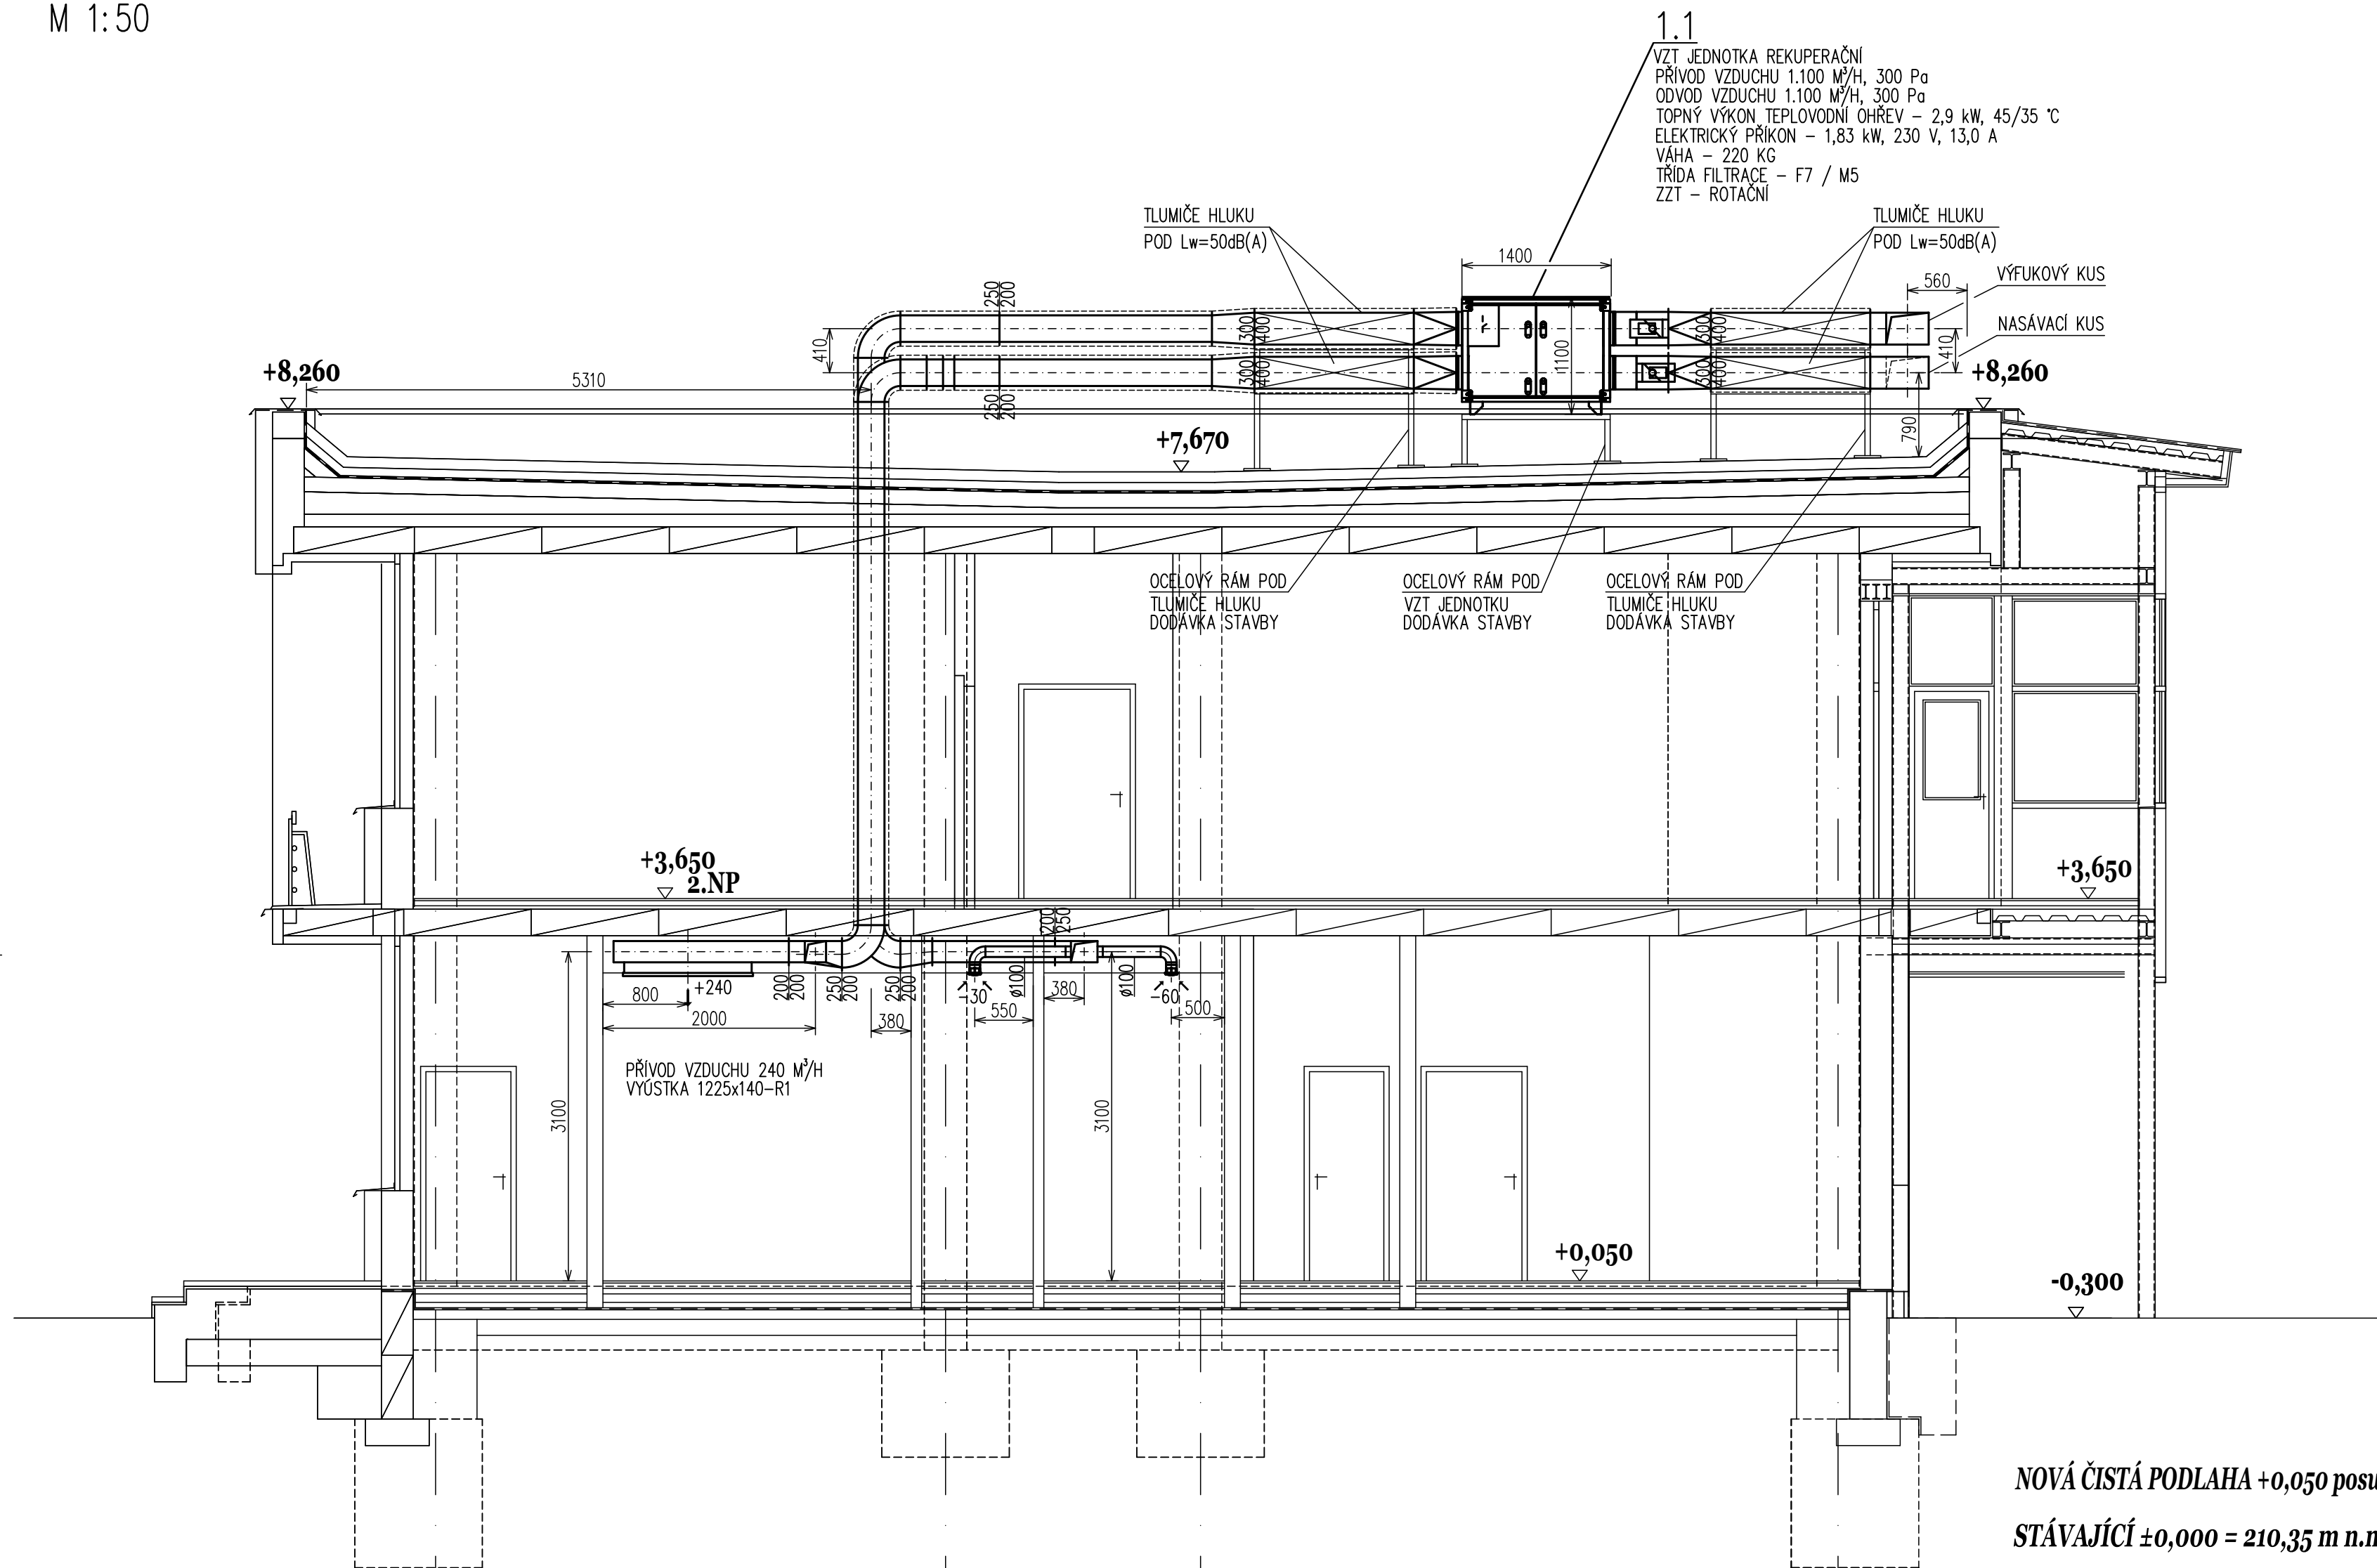 M 1:50
1.1
VZT JEDNOTKA REKUPERAČNÍ
PŘÍVOD VZDUCHU 1.100 M³/H, 300 Pa
ODVOD VZDUCHU 1.100 M³/H, 300 Pa
TOPNÝ VÝKON TEPLOVODNÍ OHŘEV – 2,9 kW, 45/35 °C
ELEKTRICKÝ PŘÍKON – 1,83 kW, 230 V, 13,0 A
VÁHA – 220 KG
TŘÍDA FILTRACE – F7 / M5
ZZT – ROTAČNÍ
TLUMIČE HLUKU
POD Lw=50dB(A)
TLUMIČE HLUKU
POD Lw=50dB(A)
1400
560
VÝFUKOVÝ KUS
NASÁVACÍ KUS
250
200
300
400
300
400
410
1100
410
300
400
300
400
250
200
+8,260
5310
+8,260
790
+7,670
OCELOVÝ RÁM POD
TLUMIČE HLUKU
DODÁVKA STAVBY
OCELOVÝ RÁM POD
VZT JEDNOTKU
DODÁVKA STAVBY
OCELOVÝ RÁM POD
TLUMIČE HLUKU
DODÁVKA STAVBY
+3,650
2.NP
+3,650
200
250
800
+240
200
200
250
200
250
200
-30
ø100
380
ø100
-60
500
550
2000
380
PŘÍVOD VZDUCHU 240 M³/H
VYÚSTKA 1225x140–R1
3100
3100
+0,050
-0,300
NOVÁ ČISTÁ PODLAHA +0,050 posu
STÁVAJÍCÍ ±0,000 = 210,35 m n.n